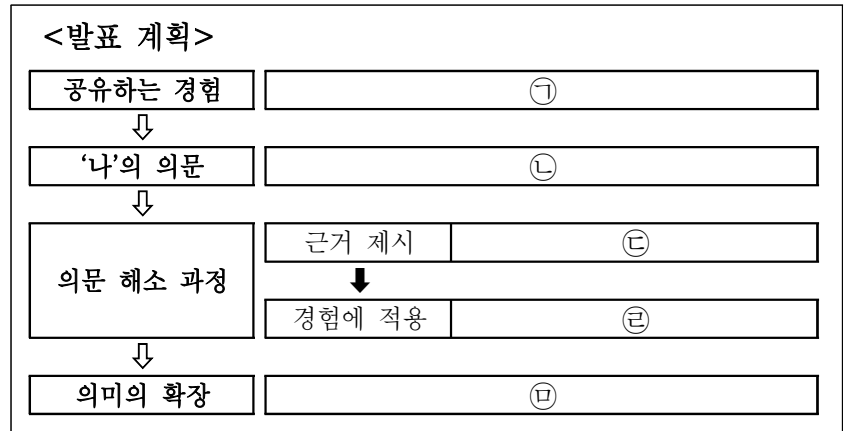 <발표 계획>
공유하는 경험 ㉠
⇩
‘나’의 의문 ㉡
⇩
의문 해소 과정
근거 제시 ㉢
⬇
경험에 적용 ㉣
⇩
의미의 확장 ㉤